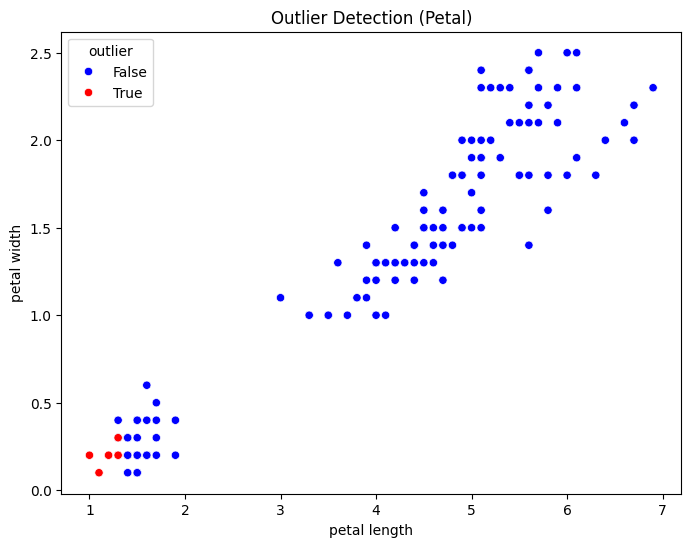 Outlier Detection (Petal)
outlier
False
True
petal width
2.5
2.0
1.5
1.0
0.5
0.0
1 2 3 4 5 6 7
petal length